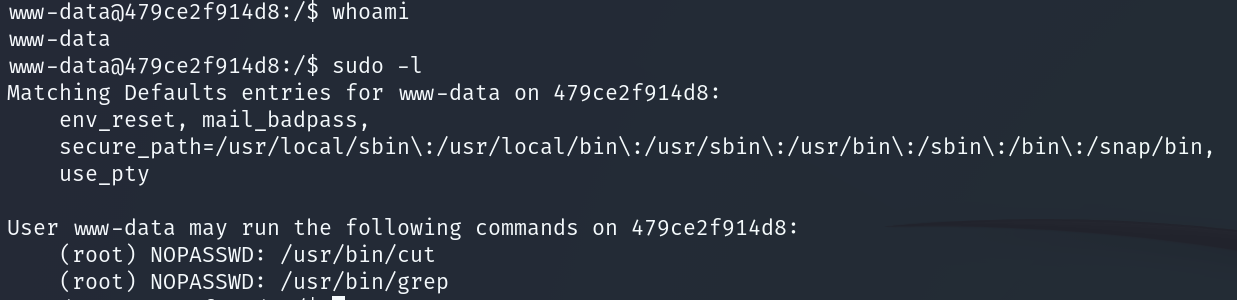 www-data@479ce2f914d8:/$ whoami
www-data
www-data@479ce2f914d8:/$ sudo -l
Matching Defaults entries for www-data on 479ce2f914d8:
    env_reset, mail_badpass,
    secure_path=/usr/local/sbin\:/usr/local/bin\:/usr/sbin\:/usr/bin\:/sbin\:/bin\:/snap/bin,
    use_pty

User www-data may run the following commands on 479ce2f914d8:
    (root) NOPASSWD: /usr/bin/cut
    (root) NOPASSWD: /usr/bin/grep